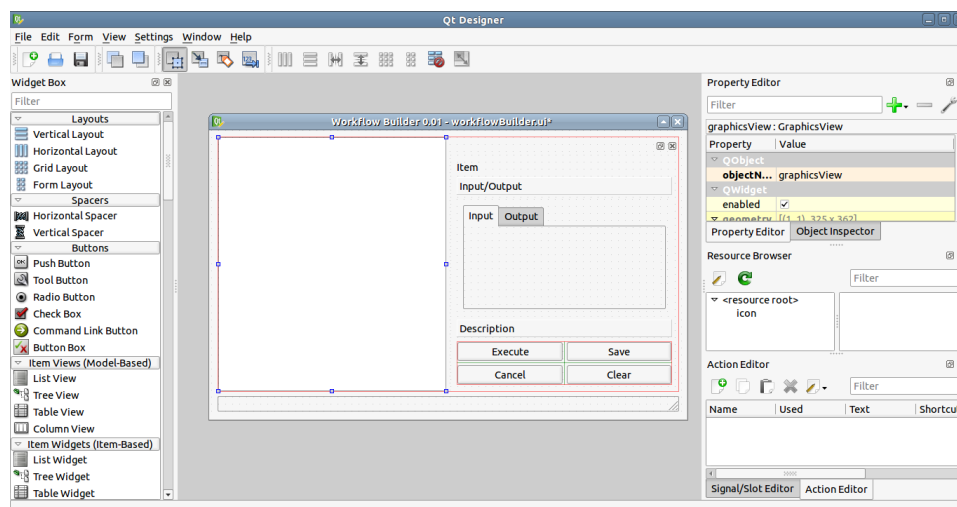 Qt Designer
File Edit Form View Settings Window Help
Widget Box
Filter
Layouts
Vertical Layout
Horizontal Layout
Grid Layout
Form Layout
Spacers
Horizontal Spacer
Vertical Spacer
Buttons
OK Push Button
Tool Button
Radio Button
Check Box
Command Link Button
Button Box
Item Views (Model-Based)
List View
Tree View
Table View
Column View
Item Widgets (Item-Based)
List Widget
Tree Widget
Table Widget
Workflow Builder 0.01 - workflowBuilder.ui*
Item
Input/Output
Input Output
Description
Execute Save
Cancel Clear
Property Editor
Filter
graphicsView : GraphicsView
Property Value
QObject
objectN... graphicsView
QWidget
enabled
geometry [(1, 1), 325 x 362]
Property Editor Object Inspector
Resource Browser
Filter
<resource root>
icon
Action Editor
Filter
Name Used Text Shortcu
Signal/Slot Editor Action Editor